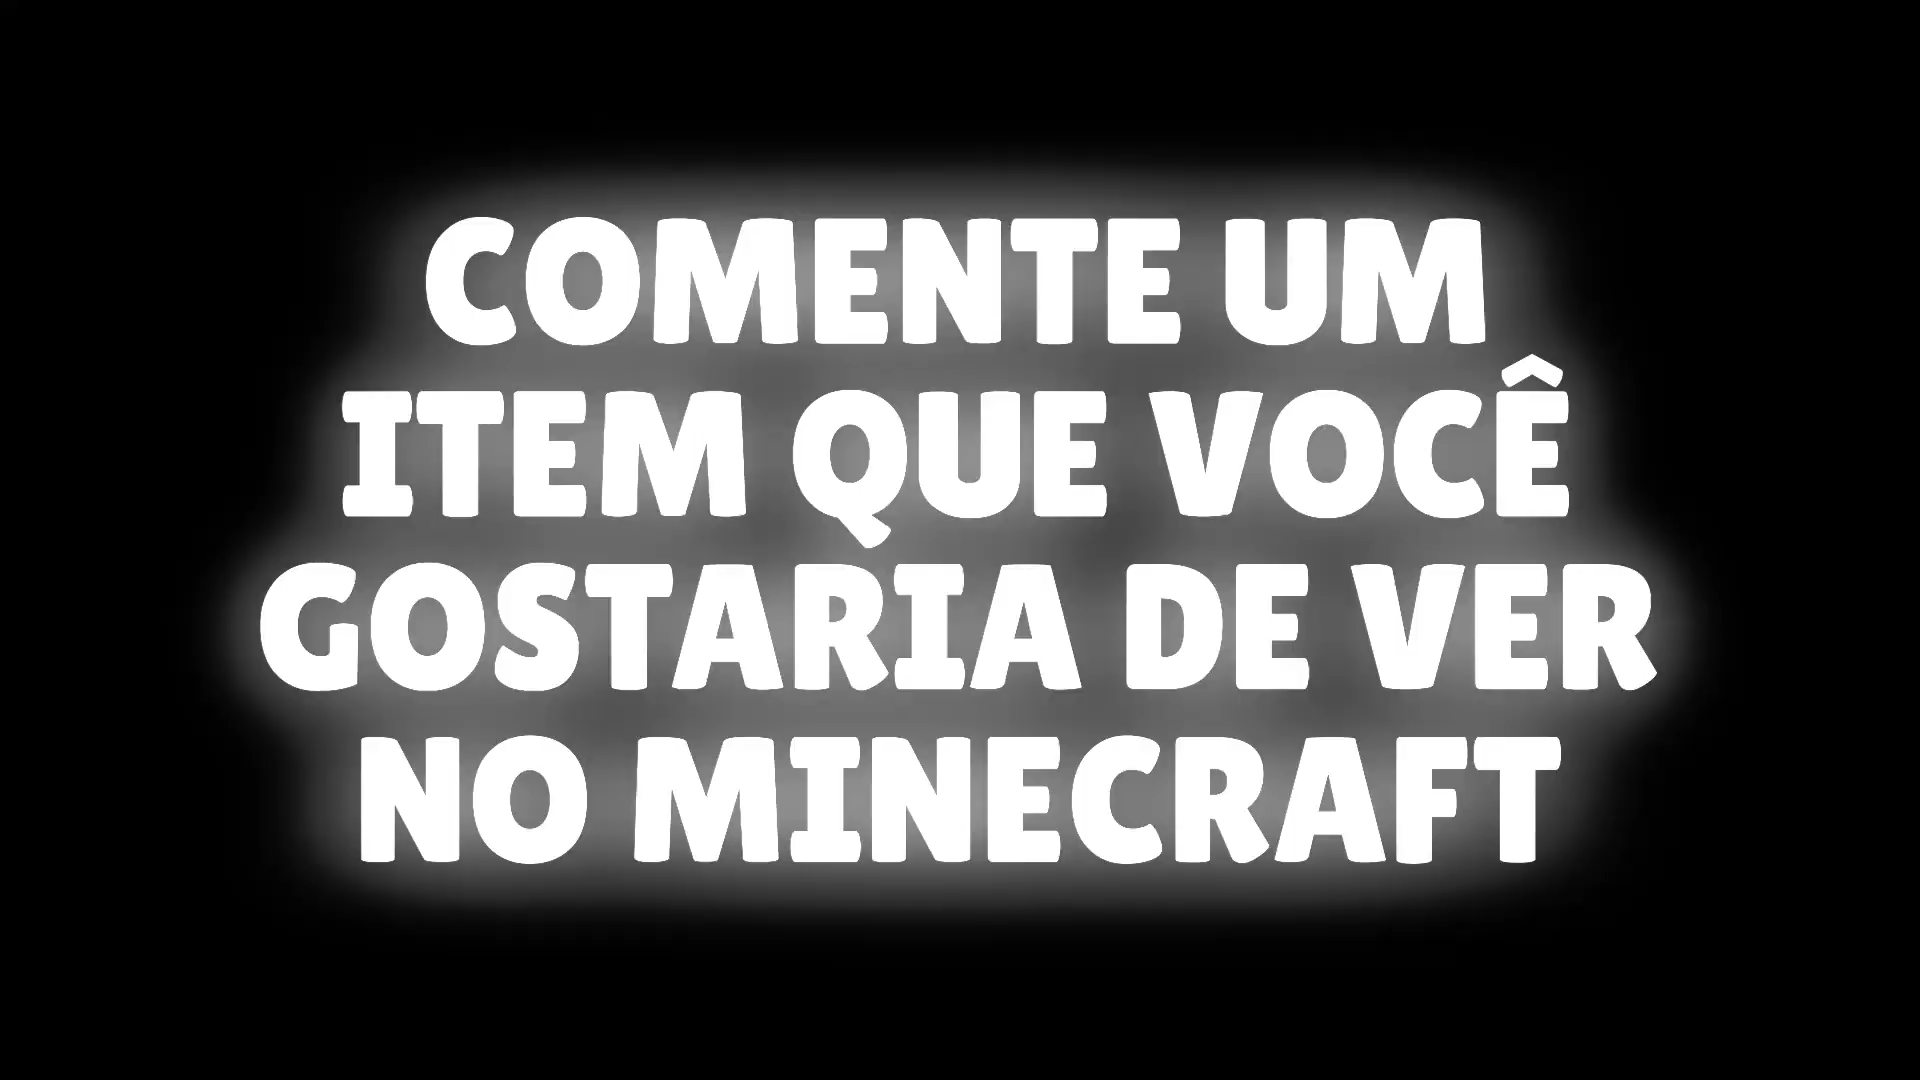 COMENTE UM
ITEM QUE VOCÊ
GOSTARIA DE VER
NO MINECRAFT